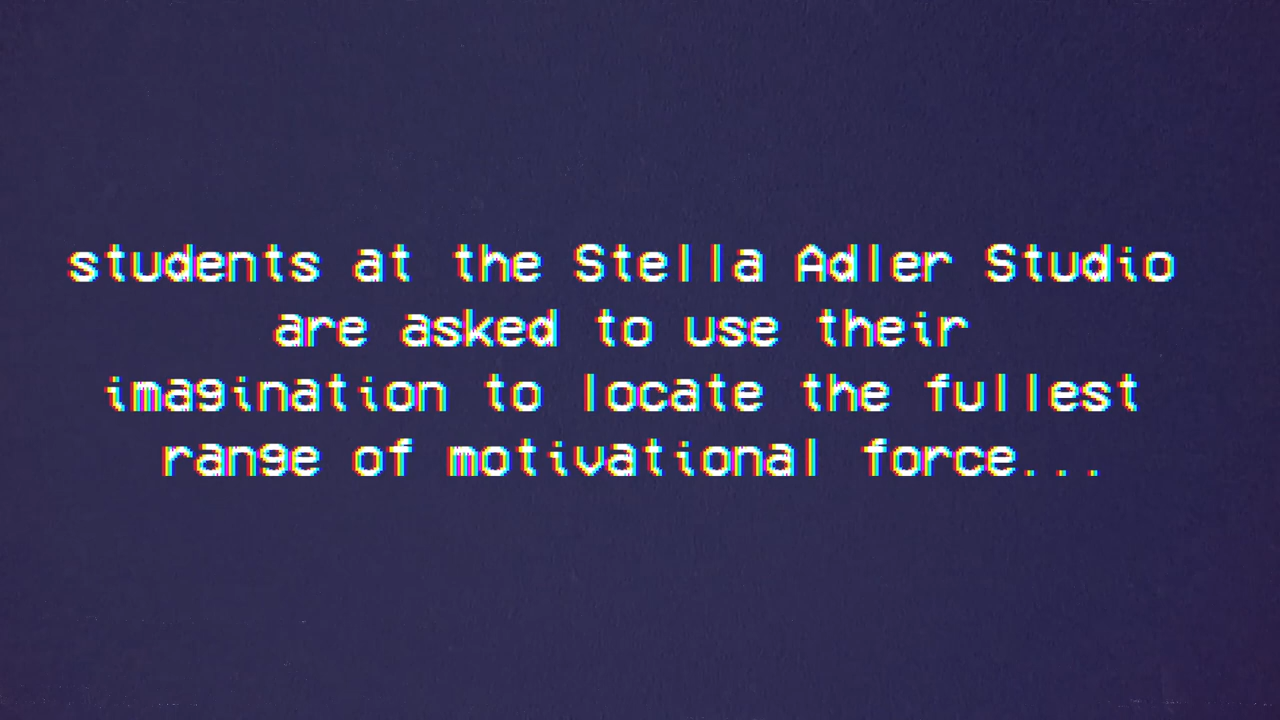 students at the Stella Adler Studio
are asked to use their
imagination to locate the fullest
range of motivational force...